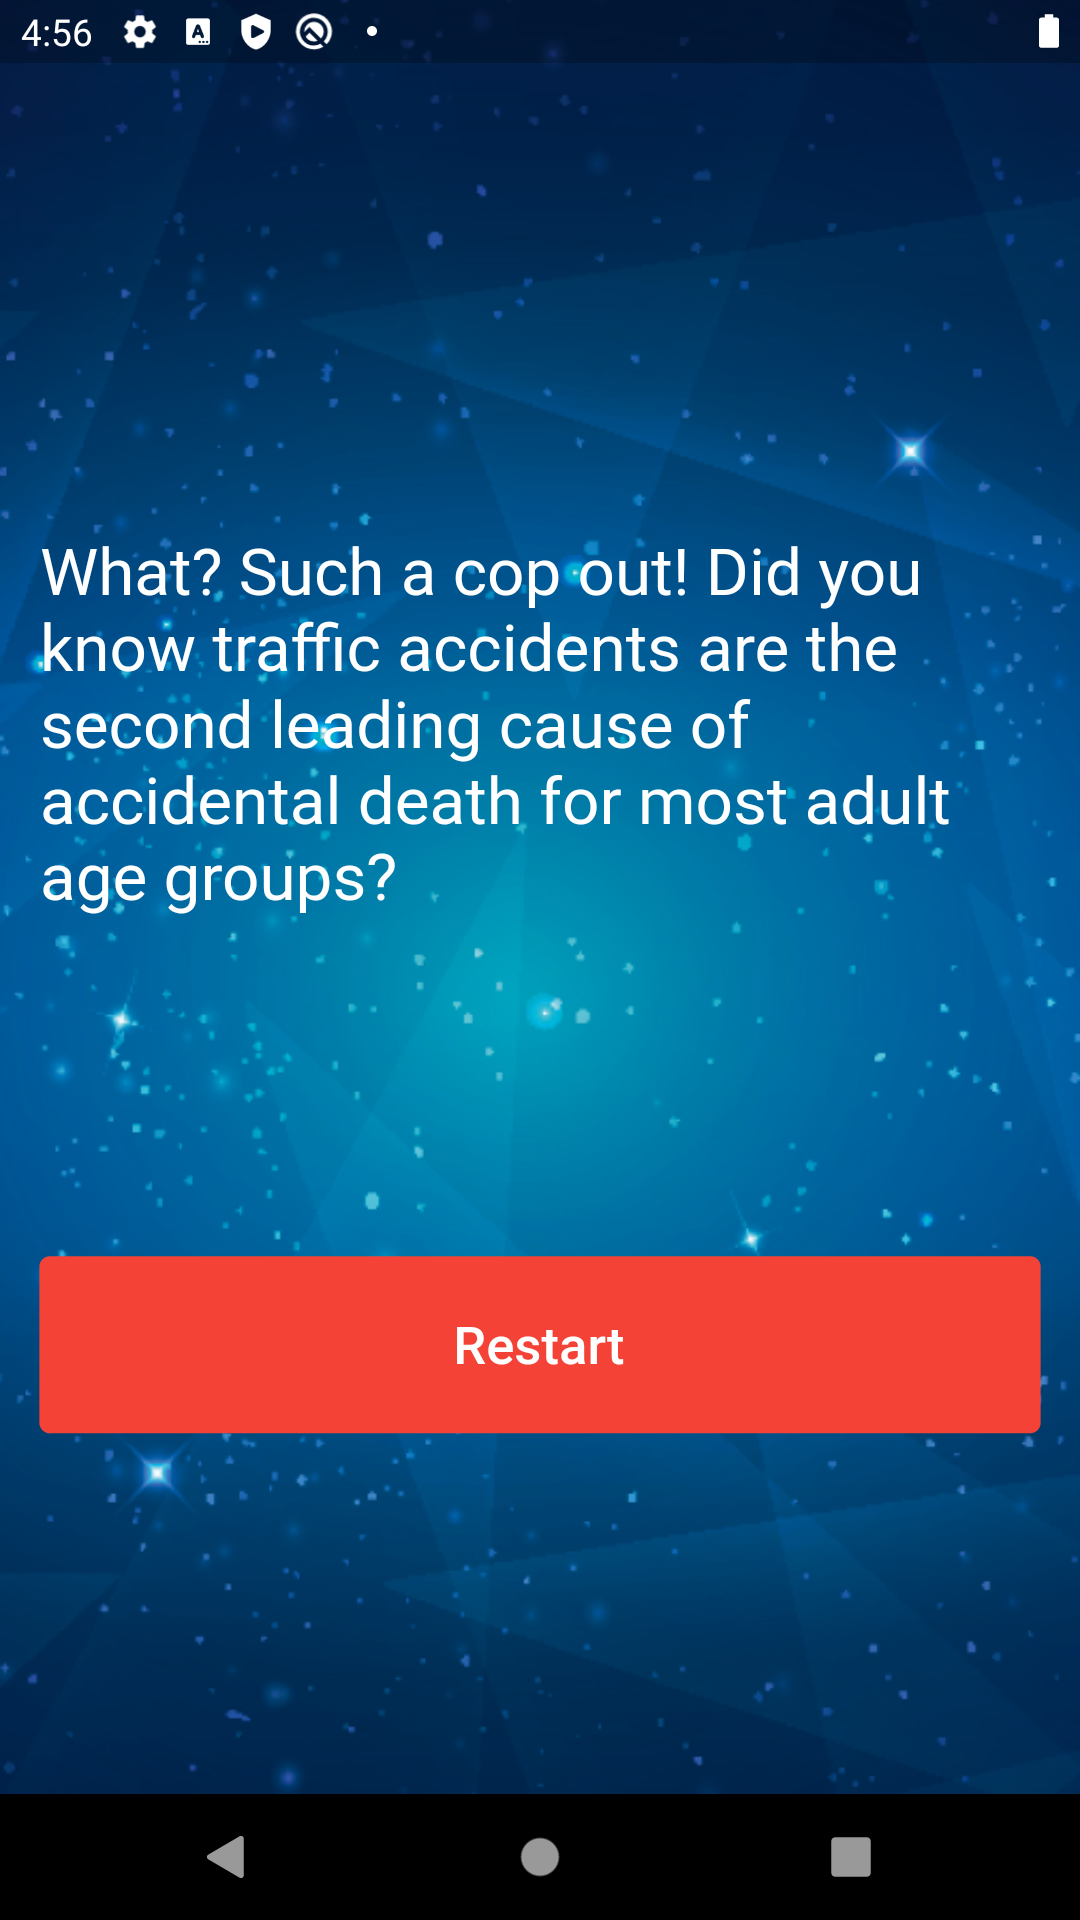 4:56
What? Such a cop out! Did you
know traffic accidents are the
second leading cause of
accidental death for most adult
age groups?
Restart